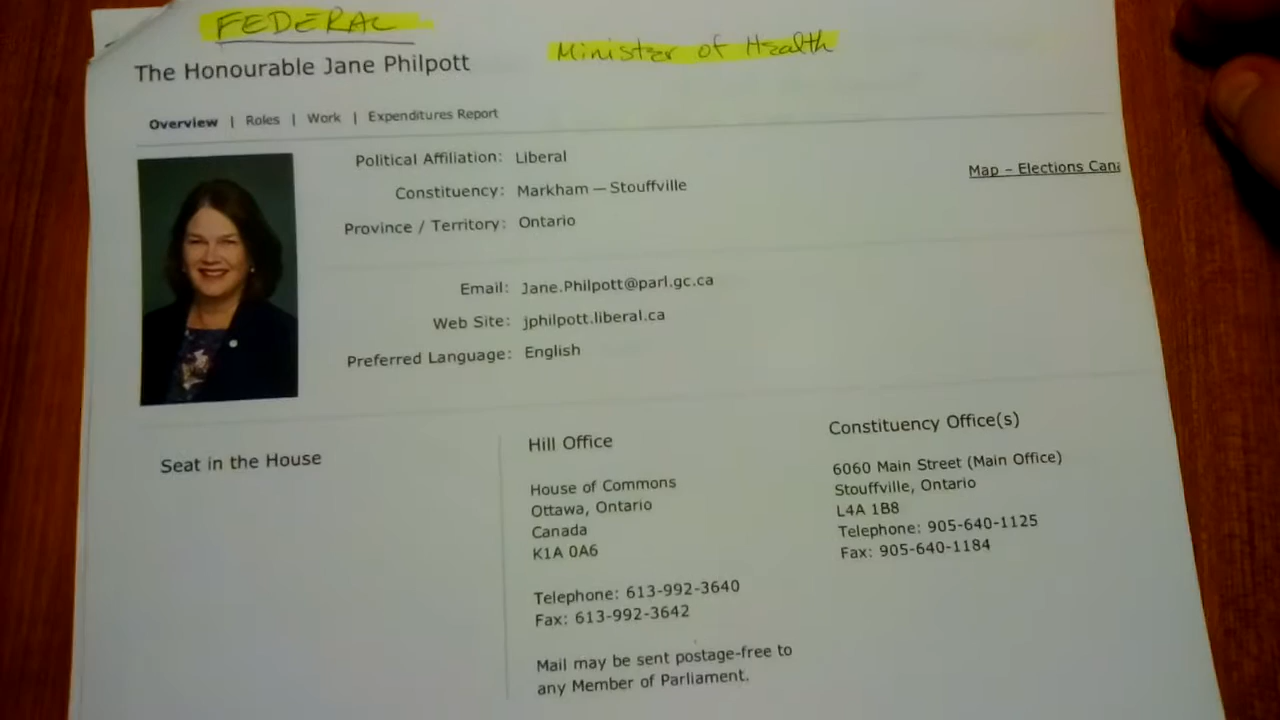 FEDERAL
Minister of Health
The Honourable Jane Philpott
Overview | Roles | Work | Expenditures Report
Political Affiliation: Liberal
Constituency: Markham — Stouffville
Province / Territory: Ontario
Map – Elections Cana
Email: Jane.Philpott@parl.gc.ca
Web Site: jphilpott.liberal.ca
Preferred Language: English
Seat in the House
Hill Office
House of Commons
Ottawa, Ontario
Canada
K1A 0A6
Telephone: 613-992-3640
Fax: 613-992-3642
Mail may be sent postage-free to
any Member of Parliament.
Constituency Office(s)
6060 Main Street (Main Office)
Stouffville, Ontario
L4A 1B8
Telephone: 905-640-1125
Fax: 905-640-1184